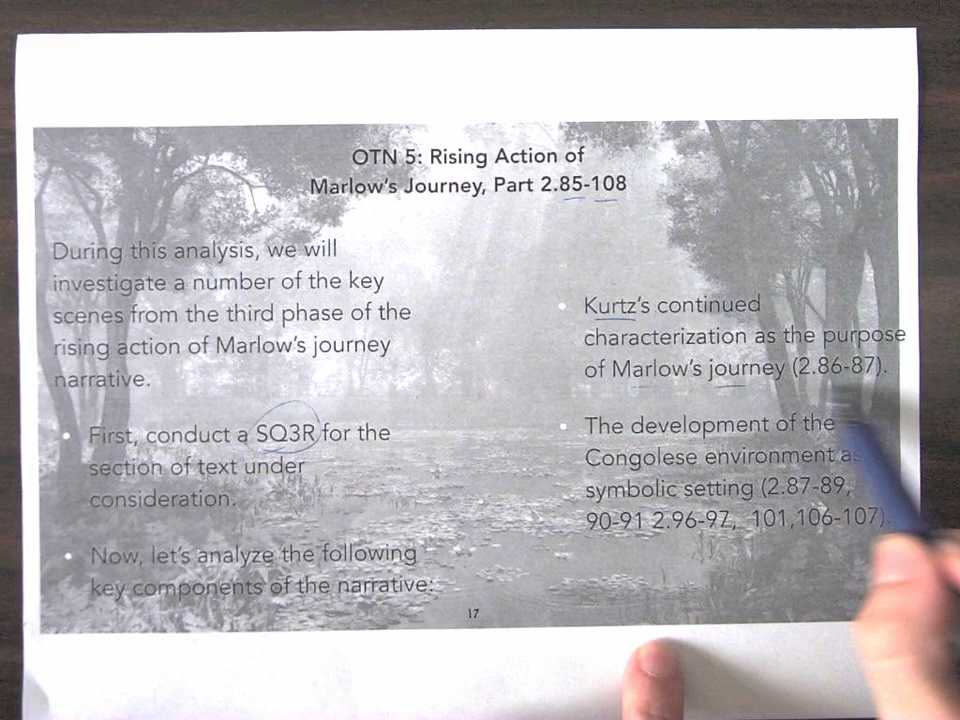 OTN 5: Rising Action of
Marlow's Journey, Part 2.85-108
During this analysis, we will
investigate a number of the key
scenes from the third phase of the
rising action of Marlow's journey
narrative.
• First, conduct a SQ3R for the
section of text under
consideration.
• Now, let's analyze the following
key components of the narrative:
• Kurtz's continued
characterization as the purpose
of Marlow's journey (2.86-87).
• The development of the
Congolese environment
symbolic setting (2.87-89,
90-91 2.96-97, 101,106-107).
17